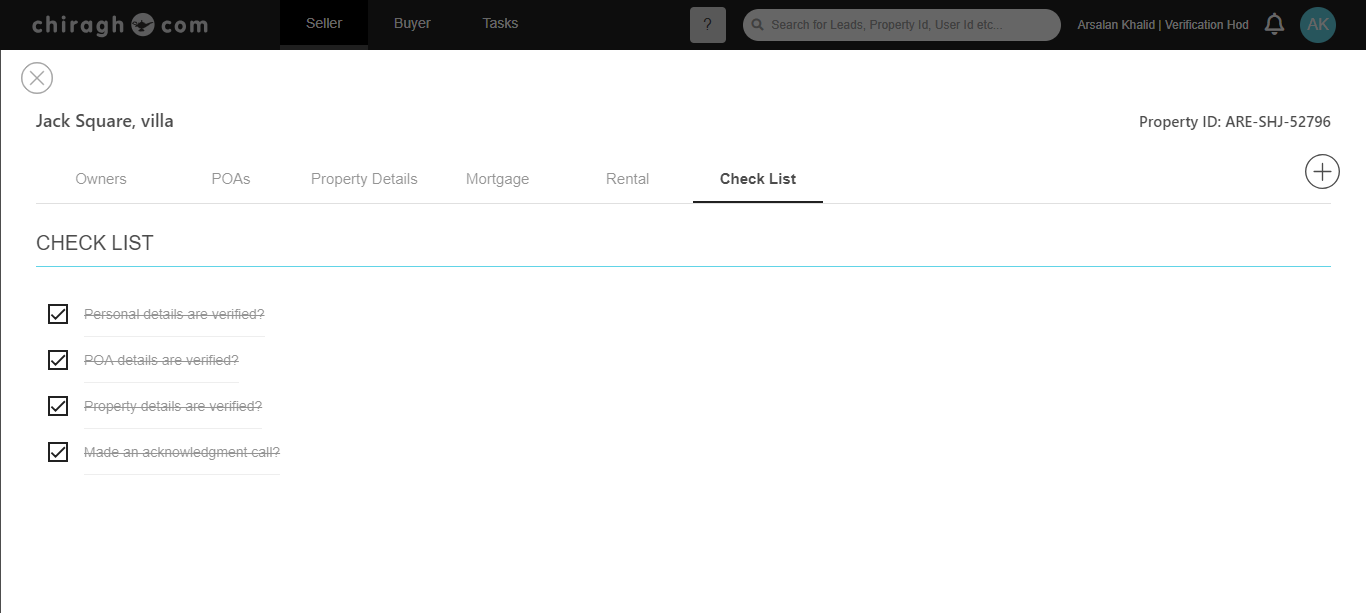 chiragh com
Seller Buyer Tasks ? Search for Leads, Property Id, User Id etc... Arsalan Khalid | Verification Hod AK
Jack Square, villa Property ID: ARE-SHJ-52796
Owners POAs Property Details Mortgage Rental Check List
CHECK LIST
Personal details are verified?
POA details are verified?
Property details are verified?
Made an acknowledgment call?